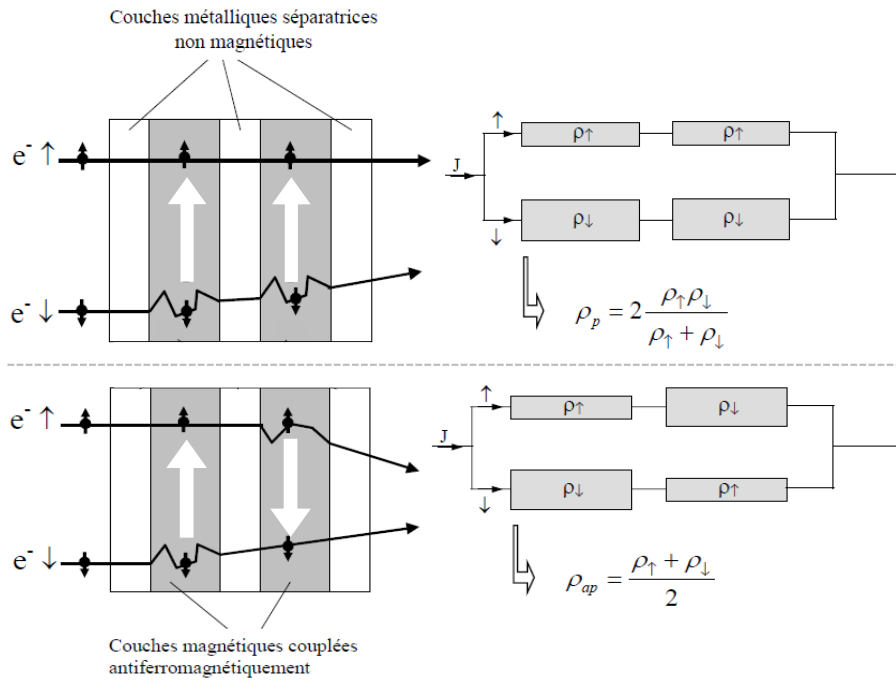 Couches métalliques séparatrices
non magnétiques
e⁻ ↑
e⁻ ↓
J
↑
↓
ρ↑
ρ↑
ρ↓
ρ↓
ρₚ = 2 ρ↑ρ↓ / (ρ↑ + ρ↓)
e⁻ ↑
e⁻ ↓
J
↑
↓
ρ↑
ρ↓
ρ↓
ρ↑
ρₐₚ = (ρ↑ + ρ↓) / 2
Couches magnétiques couplées
antiferromagnétiquement